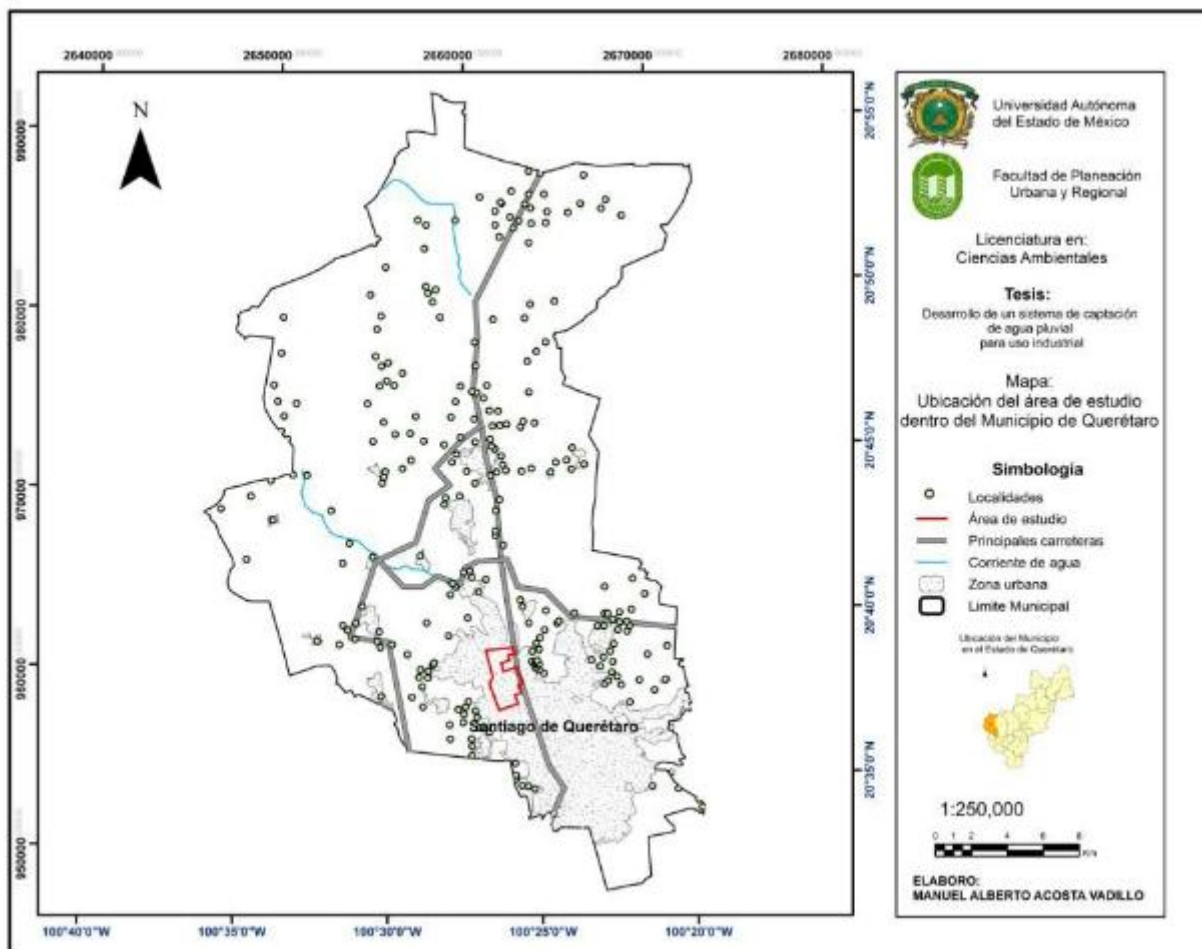 2640000
2650000
2660000
2670000
2680000
N
990000
980000
970000
960000
950000
20°55'0"N
20°50'0"N
20°45'0"N
20°40'0"N
20°35'0"N
Santiago de Querétaro
100°40'0"W
100°35'0"W
100°30'0"W
100°25'0"W
100°20'0"W
Universidad Autónoma
del Estado de México
Facultad de Planeación
Urbana y Regional
Licenciatura en:
Ciencias Ambientales
Tesis:
Desarrollo de un sistema de captación
de agua pluvial
para uso industrial
Mapa:
Ubicación del área de estudio
dentro del Municipio de Querétaro
Simbología
Localidades
Área de estudio
Principales carreteras
Corriente de agua
Zona urbana
Limite Municipal
Ubicación del Municipio
en el Estado de Querétaro
1:250,000
0 1 2 4 6 8
Km
ELABORO:
MANUEL ALBERTO ACOSTA VADILLO